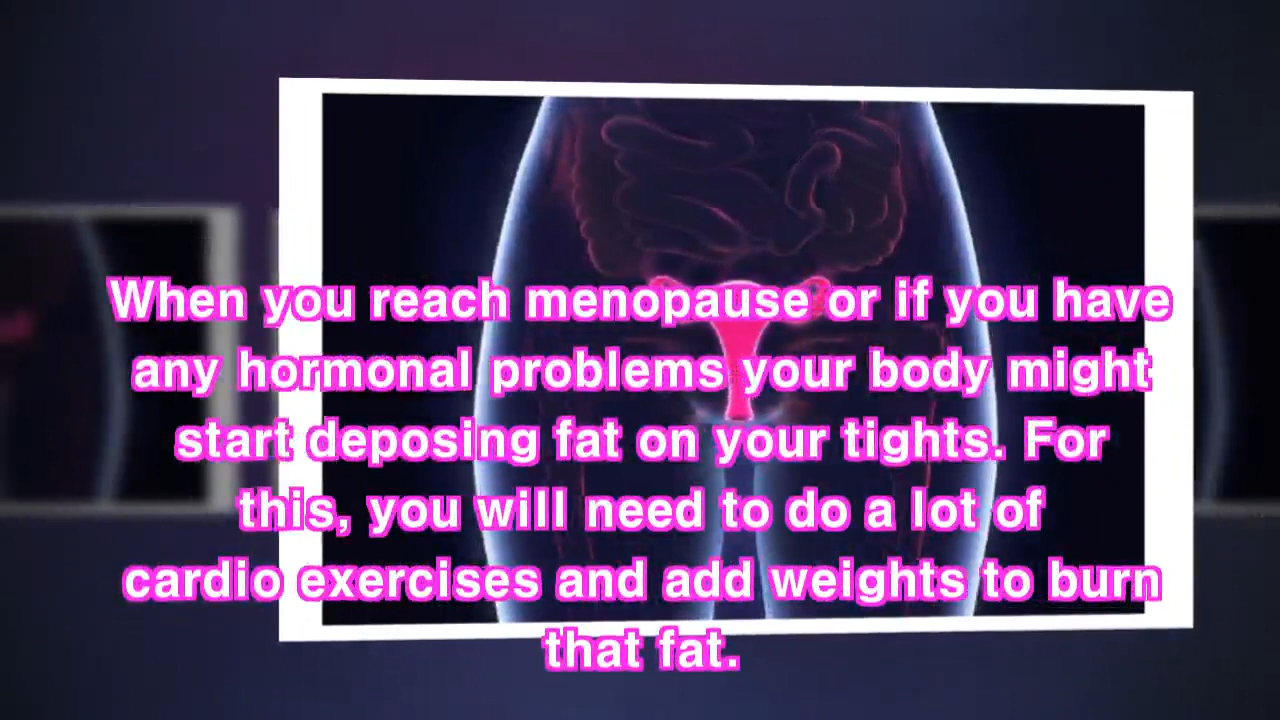 When you reach menopause or if you have
any hormonal problems your body might
start deposing fat on your tights. For
this, you will need to do a lot of
cardio exercises and add weights to burn
that fat.